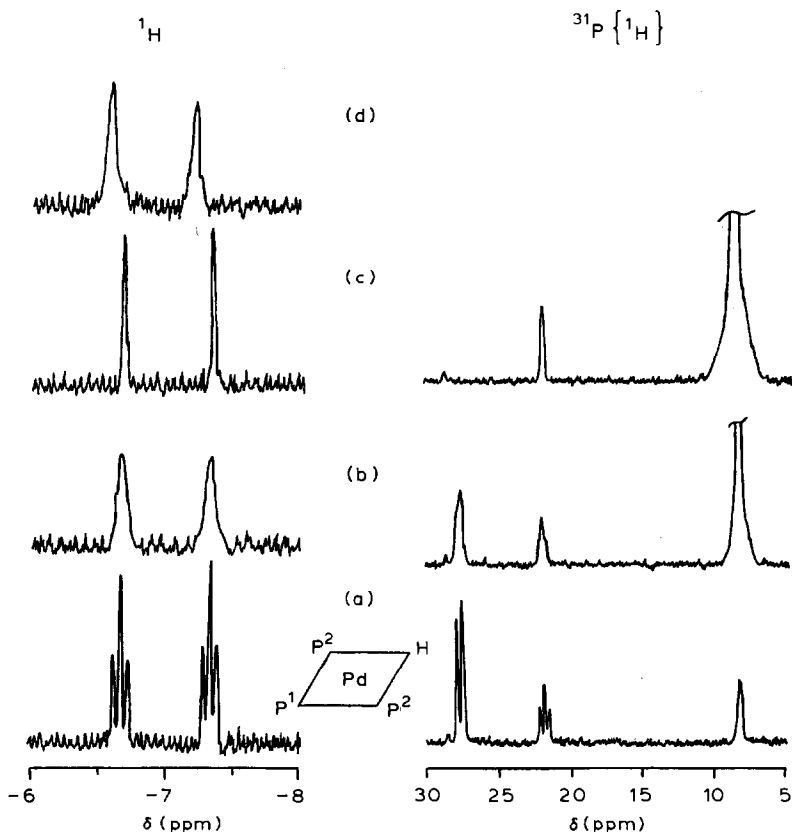 ¹H
³¹P {¹H}
(d)
(c)
(b)
(a)
P² H
Pd
P¹ P²
-6 -7 -8
δ (ppm)
30 25 20 15 10 5
δ (ppm)